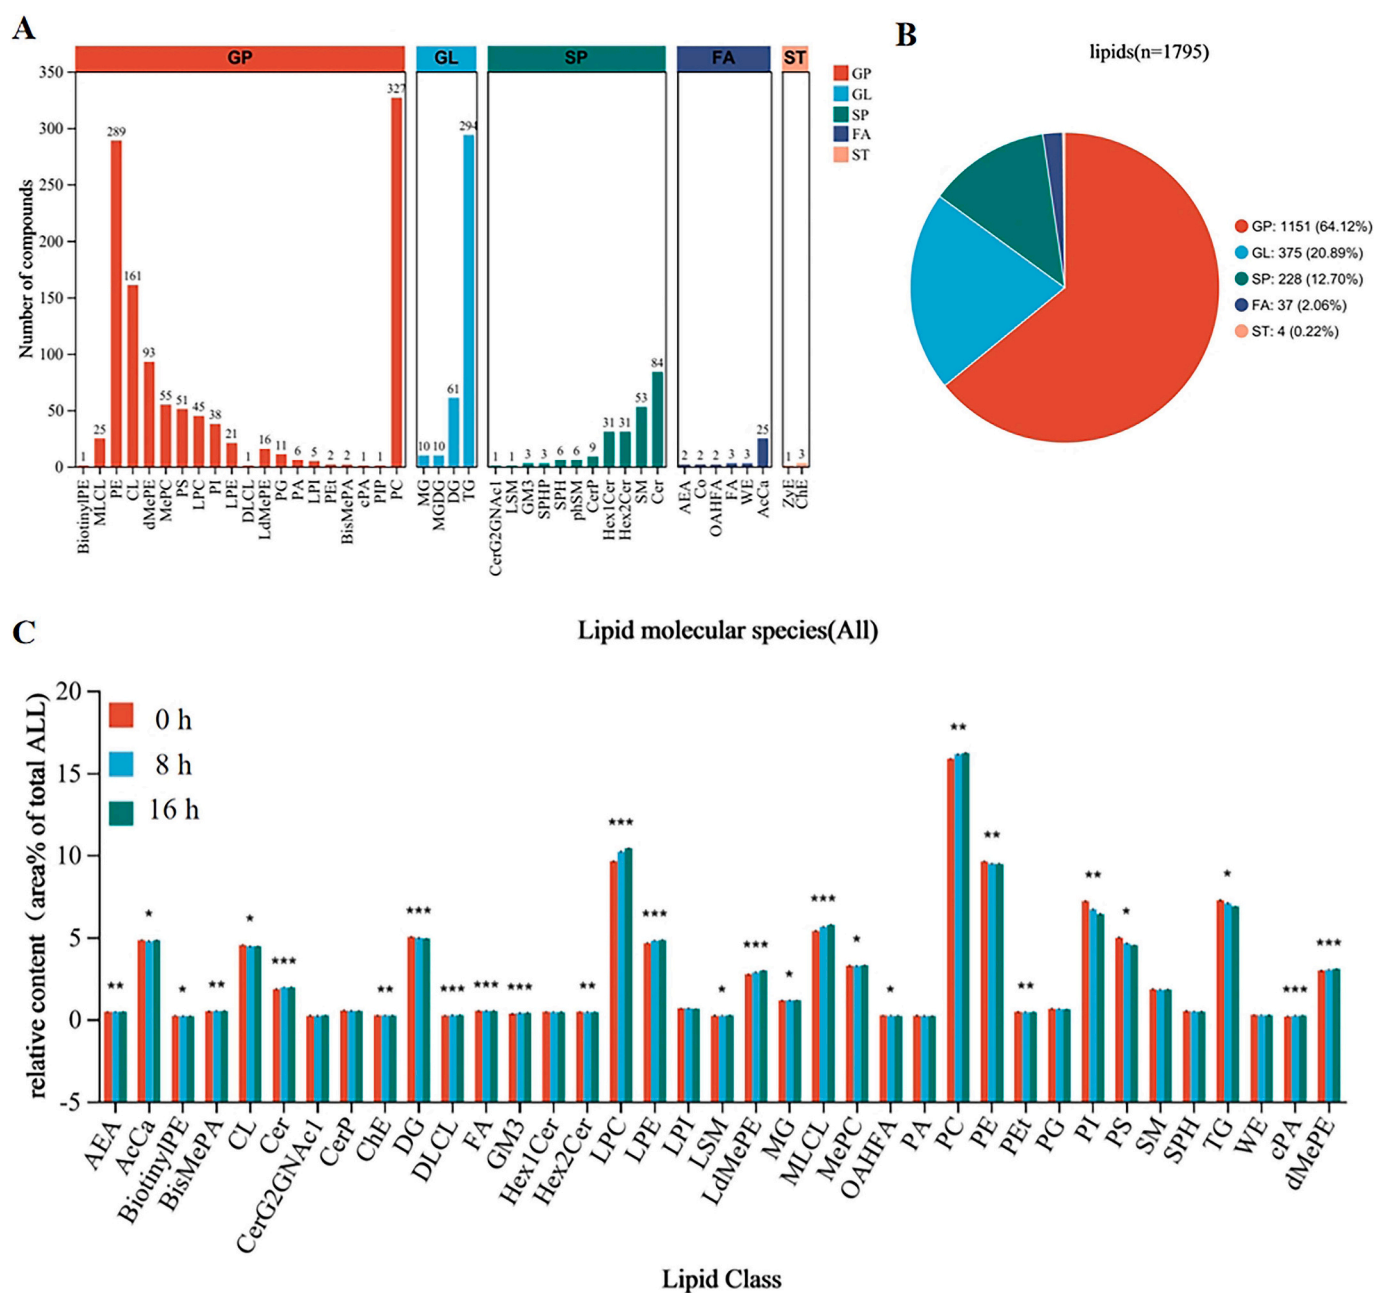 A
GP GL SP FA ST
Number of compounds
350
300
250
200
150
100
50
0
1 25 289 161 93 55 51 45 38 21 1 16 11 6 5 2 2 1 1 327
10 10 61 294
1 1 3 3 6 6 9 31 31 53 84
2 2 2 3 3 25
1 3
BiotinylPE MLCL PE CL dMePE MePC PS LPC PI LPE DLCL LdMePE PG PA LPI PEt BisMePA cPA PIP PC
MG MGDG DG TG
CerG2GNAc1 LSM GM3 SPHP SPH phSM CerP Hex1Cer Hex2Cer SM Cer
AEA Co OAHFA FA WE AcCa
ZyE ChE
GP
GL
SP
FA
ST
B
lipids(n=1795)
GP: 1151 (64.12%)
GL: 375 (20.89%)
SP: 228 (12.70%)
FA: 37 (2.06%)
ST: 4 (0.22%)
C
Lipid molecular species(All)
relative content (area% of total ALL)
20
15
10
5
0
-5
0 h
8 h
16 h
** * * ** * *** ** *** *** *** *** ** *** *** * *** * *** * * ** ** ** ** * * *** ***
AEA AcCa BiotinylPE BisMePA CL Cer CerG2GNAc1 CerP ChE DG DLCL FA GM3 Hex1Cer Hex2Cer LPC LPE LPI LSM LdMePE MG MLCL MePC OAHFA PA PC PE PEt PG PI PS SM SPH TG WE cPA dMePE
Lipid Class